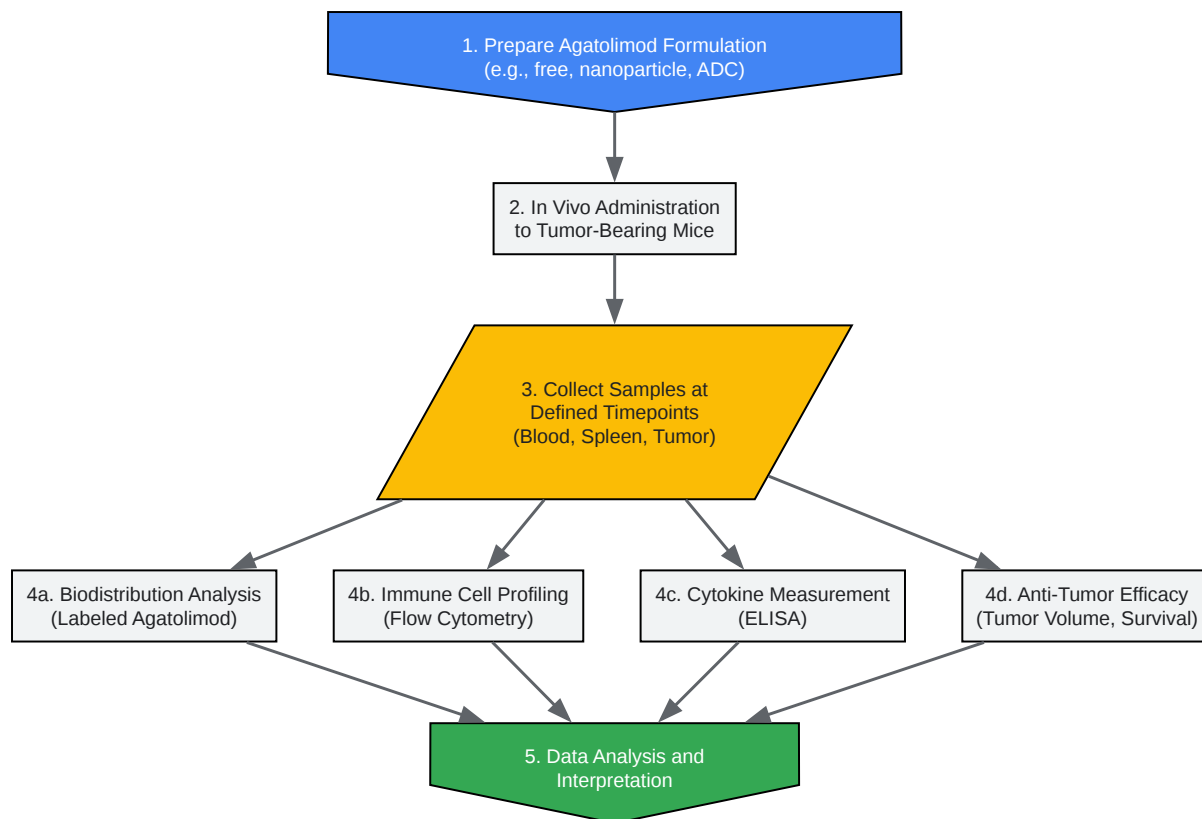 1. Prepare Agatolimod Formulation
(e.g., free, nanoparticle, ADC)
2. In Vivo Administration
to Tumor-Bearing Mice
3. Collect Samples at
Defined Timepoints
(Blood, Spleen, Tumor)
4a. Biodistribution Analysis
(Labeled Agatolimod)
4b. Immune Cell Profiling
(Flow Cytometry)
4c. Cytokine Measurement
(ELISA)
4d. Anti-Tumor Efficacy
(Tumor Volume, Survival)
5. Data Analysis and
Interpretation